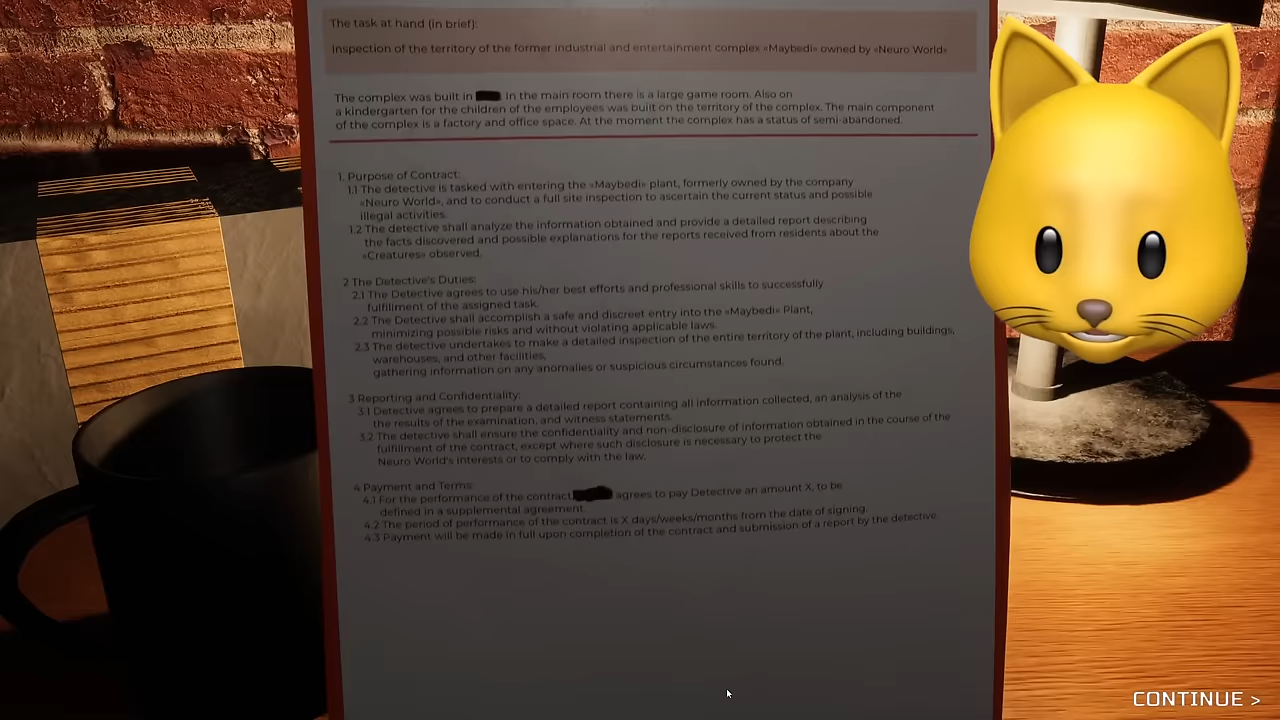 The task at hand (in brief):
Inspection of the territory of the former industrial and entertainment complex «Maybedi» owned by «Neuro World»
The complex was built in In the main room there is a large game room. Also on
a kindergarten for the children of the employees was built on the territory of the complex. The main component
of the complex is a factory and office space. At the moment the complex has a status of semi-abandoned.
1. Purpose of Contract:
1.1 The detective is tasked with entering the «Maybedi» plant, formerly owned by the company
«Neuro World», and to conduct a full site inspection to ascertain the current status and possible
illegal activities.
1.2 The detective shall analyze the information obtained and provide a detailed report describing
the facts discovered and possible explanations for the reports received from residents about the
«Creatures» observed.
2 The Detective's Duties:
2.1 The Detective agrees to use his/her best efforts and professional skills to successfully
fulfillment of the assigned task.
2.2 The Detective shall accomplish a safe and discreet entry into the «Maybedi» Plant,
minimizing possible risks and without violating applicable laws.
2.3 The detective undertakes to make a detailed inspection of the entire territory of the plant, including buildings,
warehouses, and other facilities,
gathering information on any anomalies or suspicious circumstances found.
3 Reporting and Confidentiality:
3.1 Detective agrees to prepare a detailed report containing all information collected, an analysis of the
the results of the examination, and witness statements.
3.2 The detective shall ensure the confidentiality and non-disclosure of information obtained in the course of the
fulfillment of the contract, except where such disclosure is necessary to protect the
Neuro World's interests or to comply with the law.
4 Payment and Terms:
4.1 For the performance of the contract agrees to pay Detective an amount X, to be
defined in a supplemental agreement.
4.2 The period of performance of the contract is X days/weeks/months from the date of signing.
4.3 Payment will be made in full upon completion of the contract and submission of a report by the detective
CONTINUE >